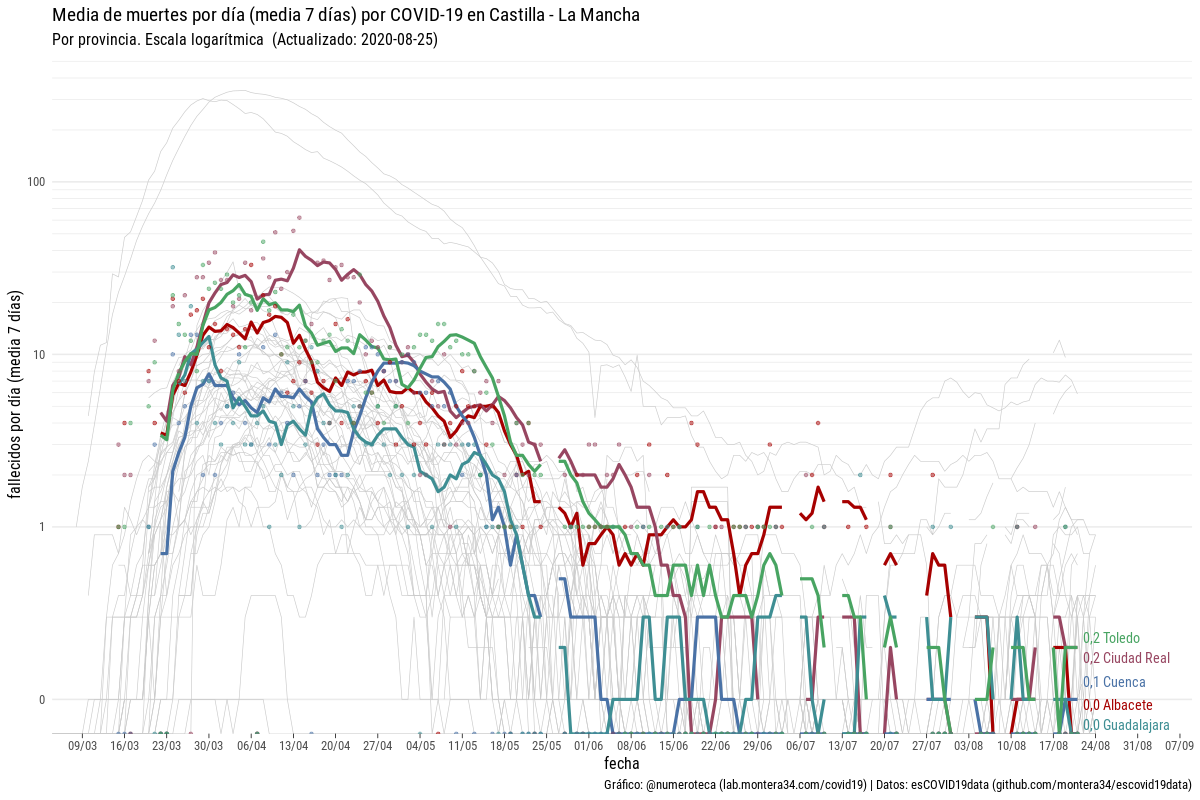 Media de muertes por día (media 7 días) por COVID-19 en Castilla - La Mancha
Por provincia. Escala logarítmica  (Actualizado: 2020-08-25)
fallecidos por día (media  7 días)
100
10
1
0
0,2 Toledo
0,2 Ciudad Real
0,1 Cuenca
0,0 Albacete
0,0 Guadalajara
09/03 16/03 23/03 30/03 06/04 13/04 20/04 27/04 04/05 11/05 18/05 25/05 01/06 08/06 15/06 22/06 29/06 06/07 13/07 20/07 27/07 03/08 10/08 17/08 24/08 31/08 07/09
fecha
Gráfico: @numeroteca (lab.montera34.com/covid19) | Datos: esCOVID19data (github.com/montera34/escovid19data)